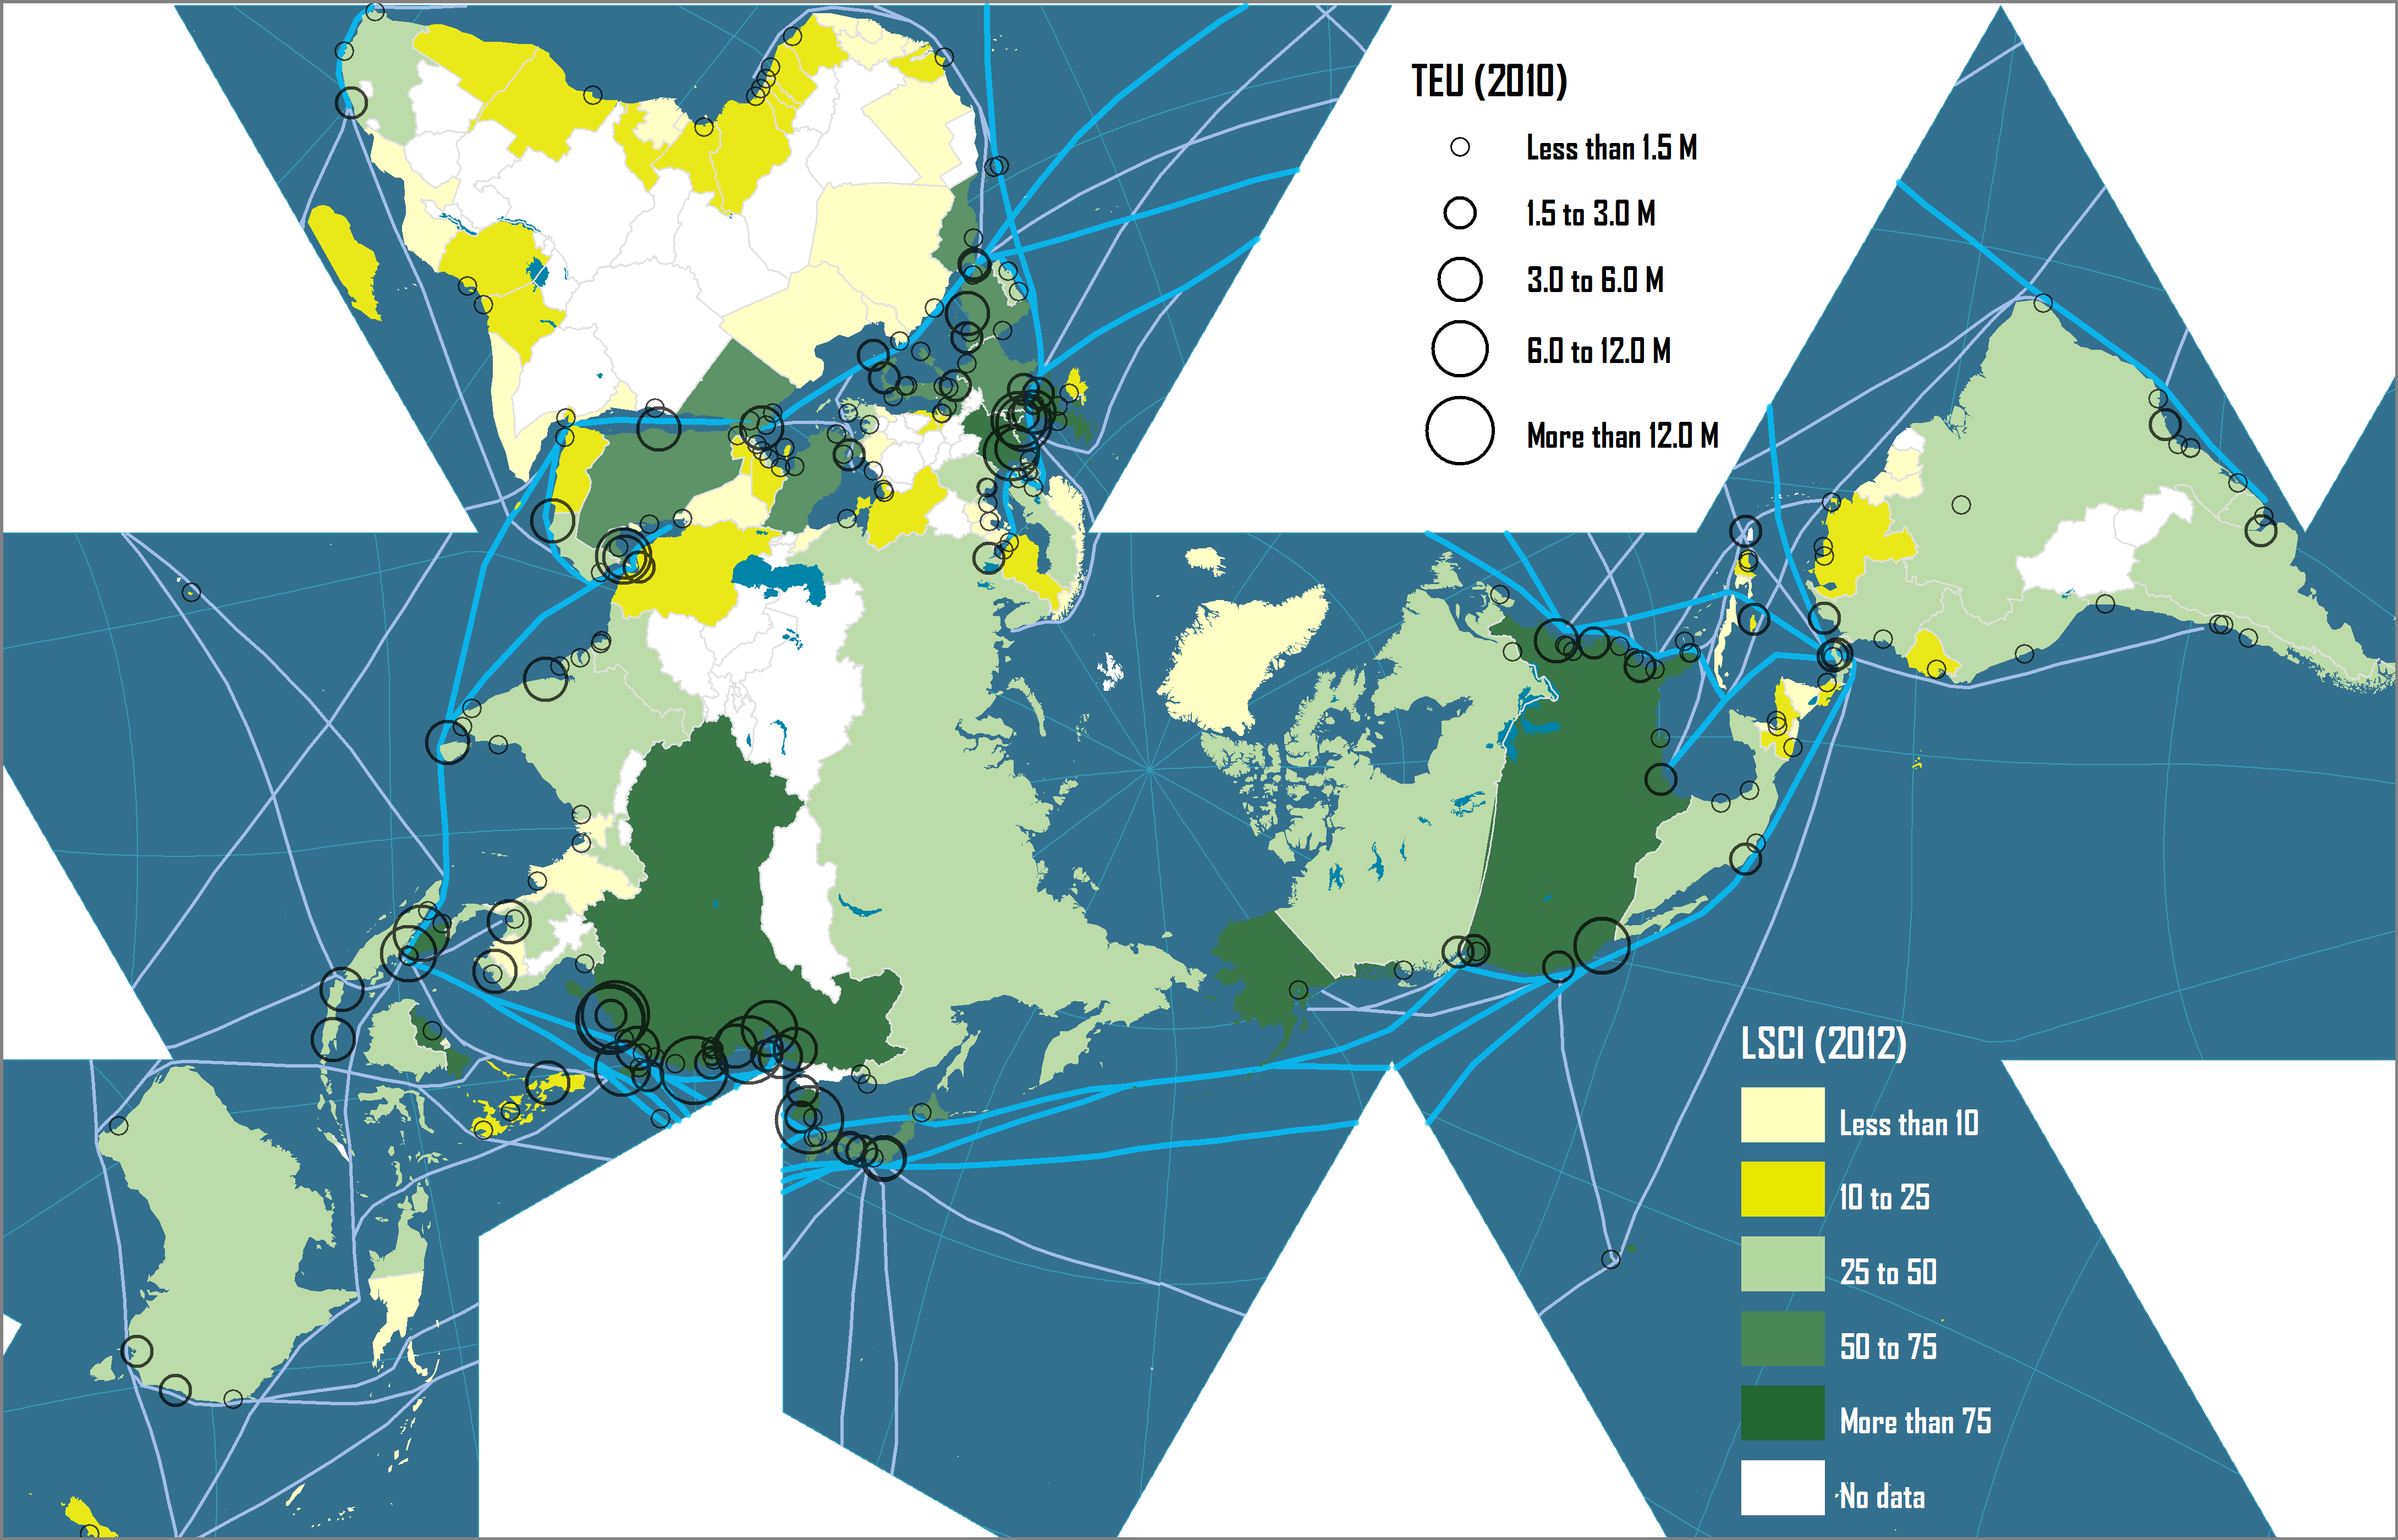 TEU (2010)
Less than 1.5 M
1.5 to 3.0 M
3.0 to 6.0 M
6.0 to 12.0 M
More than 12.0 M
LSCI (2012)
Less than 10
10 to 25
25 to 50
50 to 75
More than 75
No data